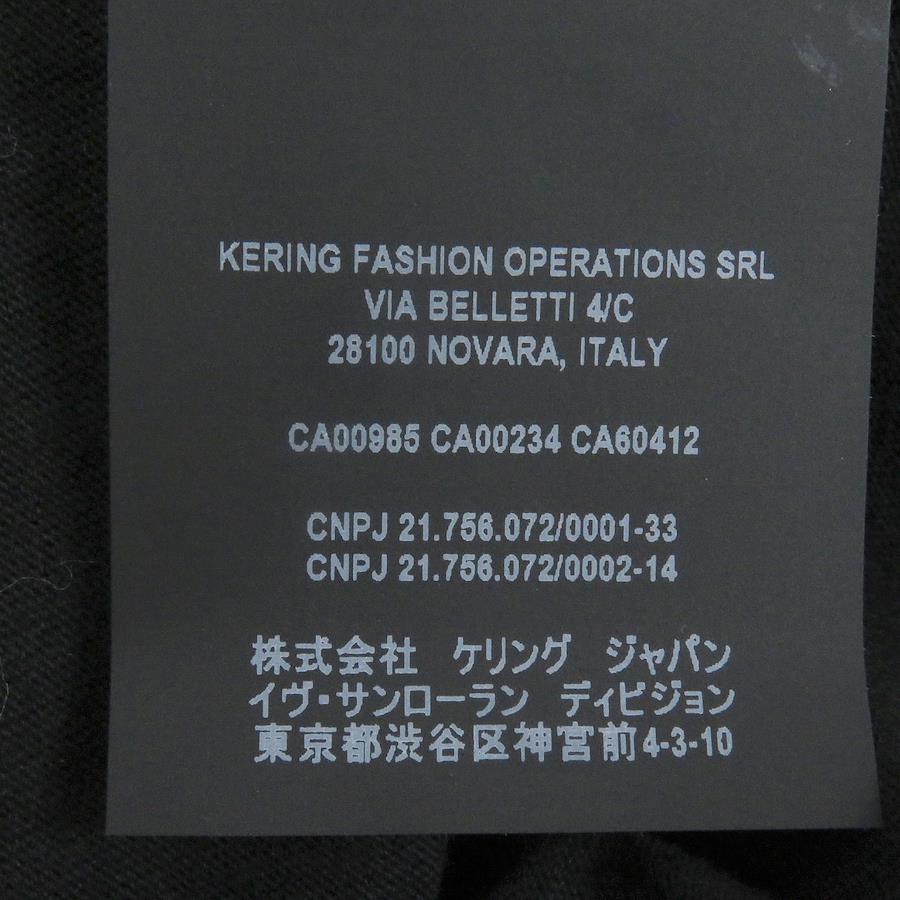 KERING FASHION OPERATIONS SRL
VIA BELLETTI 4/C
28100 NOVARA, ITALY
CA00985 CA00234 CA60412
CNPJ 21.756.072/0001-33
CNPJ 21.756.072/0002-14
株式会社 ケリング ジャパン
イヴ・サンローラン ディビジョン
東京都渋谷区神宮前4-3-10